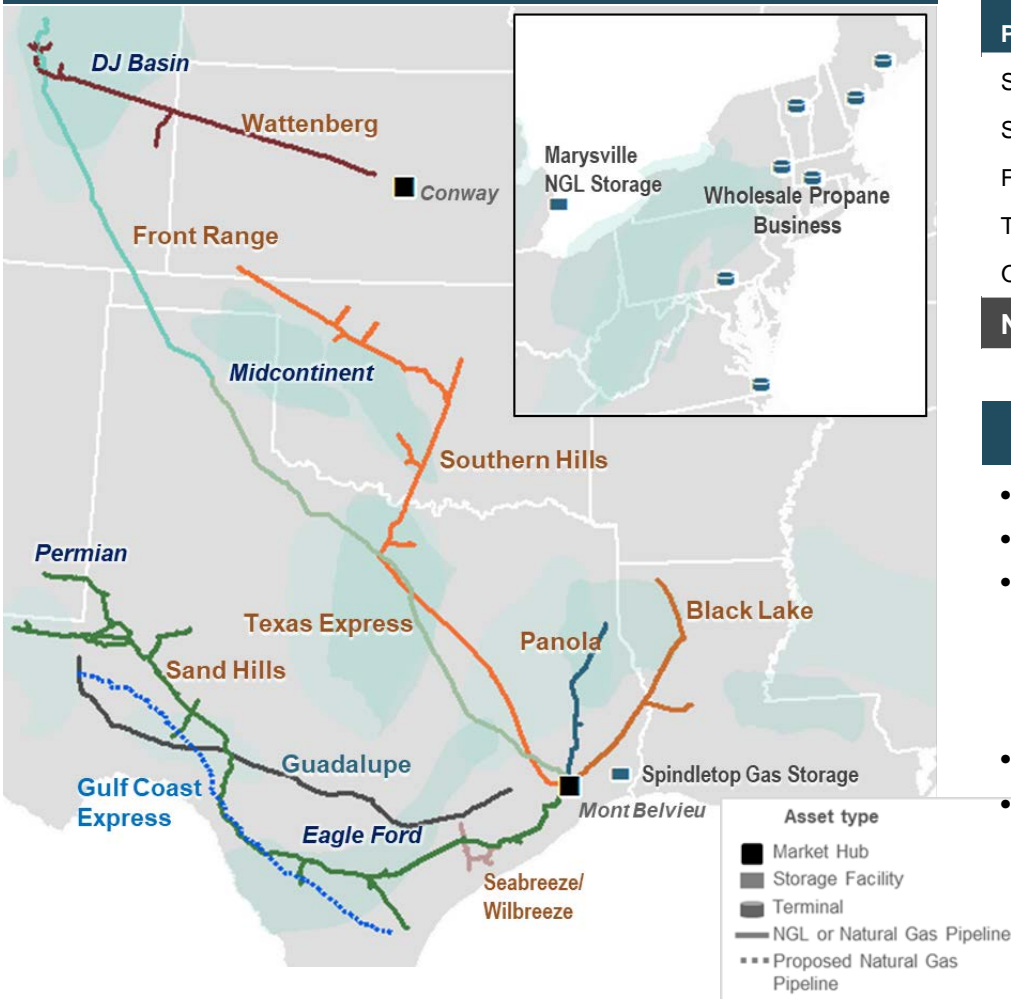 DJ Basin
Wattenberg
Conway
Front Range
Midcontinent
Southern Hills
Permian
Texas Express
Sand Hills
Panola
Black Lake
Guadalupe
Gulf Coast
Express
Eagle Ford
Spindletop Gas Storage
Mont Belvieu
Seabreeze/
Wilbreeze
Marysville
NGL Storage
Wholesale Propane
Business
Asset type
Market Hub
Storage Facility
Terminal
NGL or Natural Gas Pipeline
Proposed Natural Gas
Pipeline
P
S
S
F
T